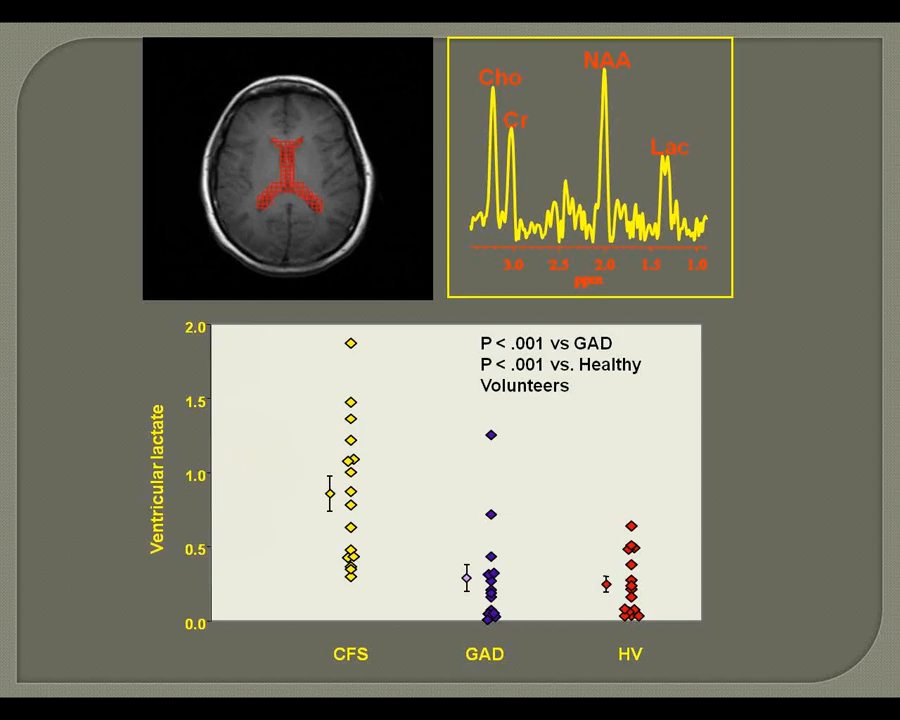 Cho
NAA
Cr
Lac
3.0 2.5 2.0 1.5 1.0
ppm
2.0
1.5
1.0
0.5
0.0
Ventricular lactate
P < .001 vs GAD
P < .001 vs. Healthy
Volunteers
CFS GAD HV